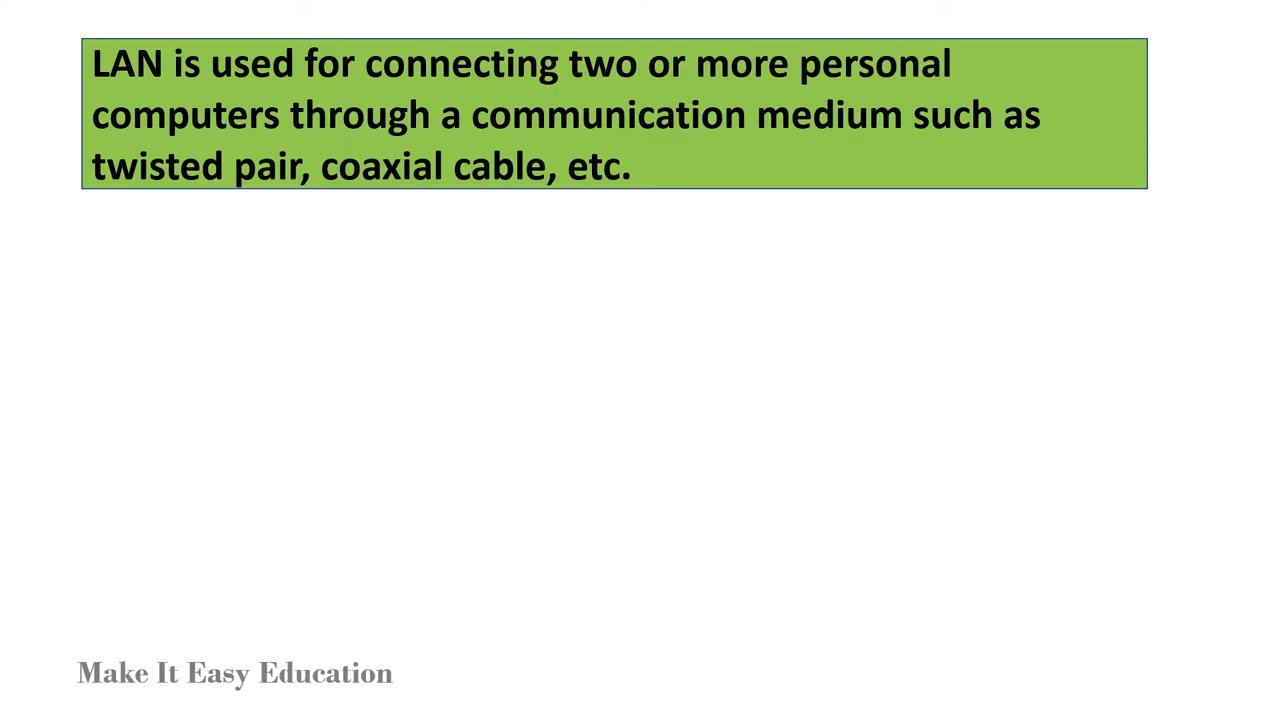 LAN is used for connecting two or more personal
computers through a communication medium such as
twisted pair, coaxial cable, etc.
Make It Easy Education